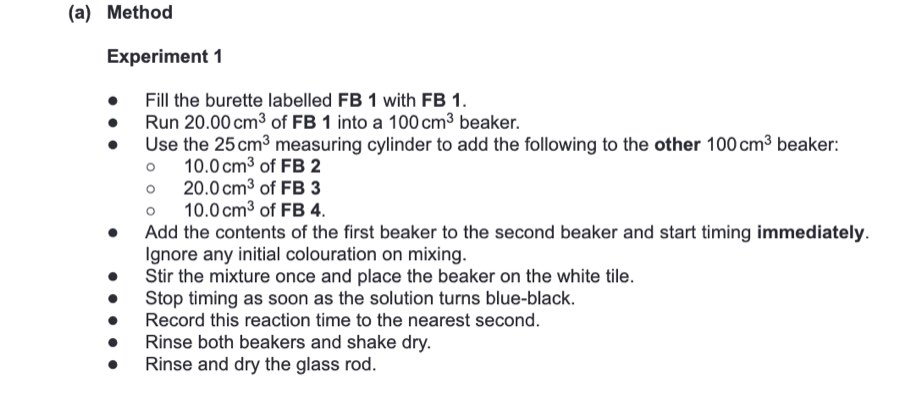 (a) Method
Experiment 1
● Fill the burette labelled FB 1 with FB 1.
● Run 20.00 cm³ of FB 1 into a 100 cm³ beaker.
● Use the 25 cm³ measuring cylinder to add the following to the other 100 cm³ beaker:
○ 10.0 cm³ of FB 2
○ 20.0 cm³ of FB 3
○ 10.0 cm³ of FB 4.
● Add the contents of the first beaker to the second beaker and start timing immediately.
Ignore any initial colouration on mixing.
● Stir the mixture once and place the beaker on the white tile.
● Stop timing as soon as the solution turns blue-black.
● Record this reaction time to the nearest second.
● Rinse both beakers and shake dry.
● Rinse and dry the glass rod.